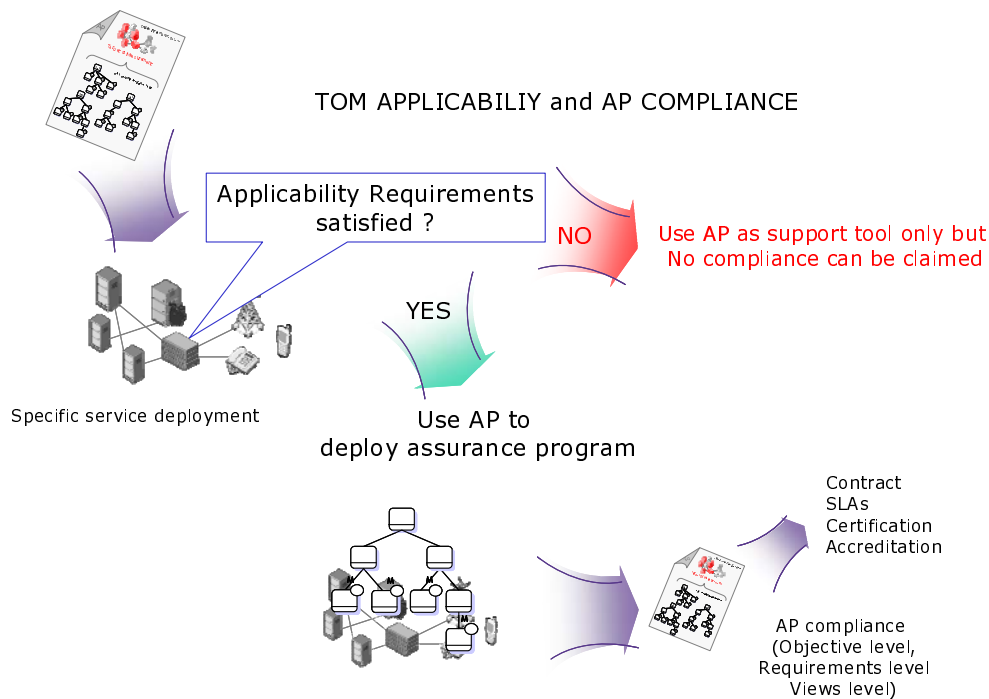 AP
TOM APPLICABILIY and AP COMPLIANCE
Applicability Requirements
satisfied ?
NO
Use AP as support tool only but
No compliance can be claimed
YES
Specific service deployment
Use AP to
deploy assurance program
M
M
M
M
Contract
SLAs
Certification
Accreditation
AP compliance
(Objective level,
Requirements level
Views level)